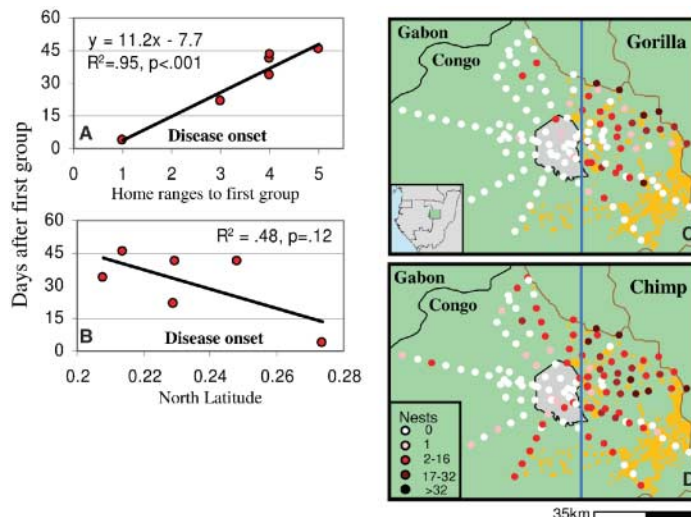 60
45
30
15
0
y = 11.2x - 7.7
R²=.95, p<.001
A
Disease onset
0 1 2 3 4 5
Home ranges to first group
Days after first group
60
45
30
15
0
R² = .48, p=.12
B
Disease onset
0.2 0.22 0.24 0.26 0.28
North Latitude
Gabon
Congo
Gorilla
C
Gabon
Congo
Chimp
Nests
0
1
2-16
17-32
>32
D
35km